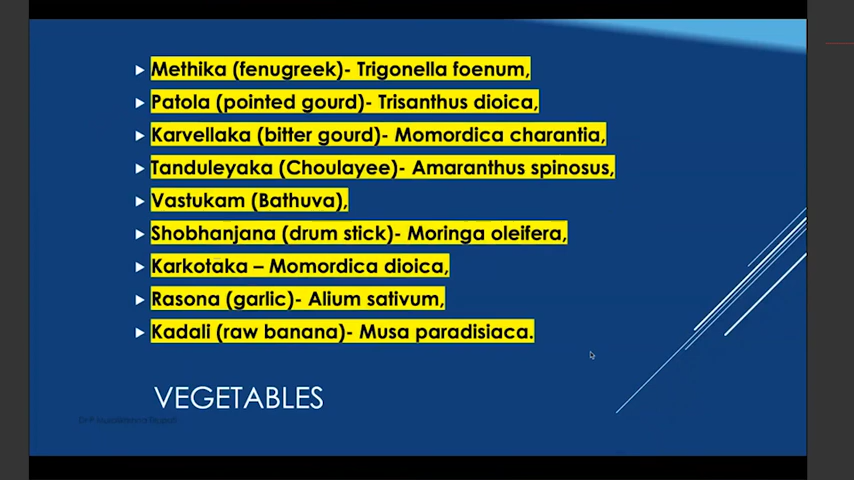 Methika (fenugreek)- Trigonella foenum,
Patola (pointed gourd)- Trisanthus dioica,
Karvellaka (bitter gourd)- Momordica charantia,
Tanduleyaka (Choulayee)- Amaranthus spinosus,
Vastukam (Bathuva),
Shobhanjana (drum stick)- Moringa oleifera,
Karkotaka – Momordica dioica,
Rasona (garlic)- Alium sativum,
Kadali (raw banana)- Musa paradisiaca.
VEGETABLES